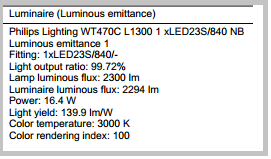 Luminaire (Luminous emittance)
Philips Lighting WT470C L1300 1 xLED23S/840 NB
Luminous emittance 1
Fitting: 1xLED23S/840/-
Light output ratio: 99.72%
Lamp luminous flux: 2300 lm
Luminaire luminous flux: 2294 lm
Power: 16.4 W
Light yield: 139.9 lm/W
Color temperature: 3000 K
Color rendering index: 100